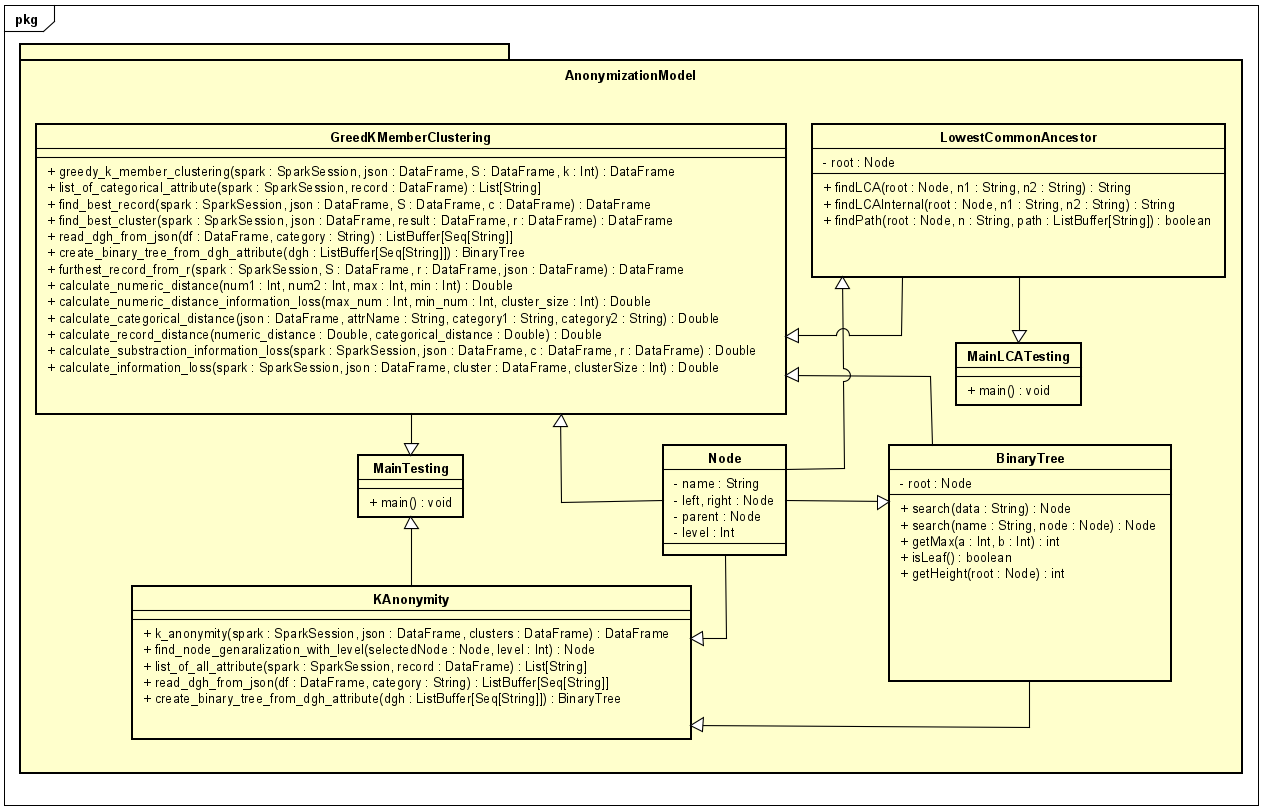 pkg
AnonymizationModel
GreedKMemberClustering
+ greedy_k_member_clustering(spark : SparkSession, json : DataFrame, S : DataFrame, k : Int) : DataFrame
+ list_of_categorical_attribute(spark : SparkSession, record : DataFrame) : List[String]
+ find_best_record(spark : SparkSession, json : DataFrame, S : DataFrame, c : DataFrame) : DataFrame
+ find_best_cluster(spark : SparkSession, json : DataFrame, result : DataFrame, r : DataFrame) : DataFrame
+ read_dgh_from_json(df : DataFrame, category : String) : ListBuffer[Seq[String]]
+ create_binary_tree_from_dgh_attribute(dgh : ListBuffer[Seq[String]]) : BinaryTree
+ furthest_record_from_r(spark : SparkSession, S : DataFrame, r : DataFrame, json : DataFrame) : DataFrame
+ calculate_numeric_distance(num1 : Int, num2 : Int, max : Int, min : Int) : Double
+ calculate_numeric_distance_information_loss(max_num : Int, min_num : Int, cluster_size : Int) : Double
+ calculate_categorical_distance(json : DataFrame, attrName : String, category1 : String, category2 : String) : Double
+ calculate_record_distance(numeric_distance : Double, categorical_distance : Double) : Double
+ calculate_substraction_information_loss(spark : SparkSession, json : DataFrame, c : DataFrame, r : DataFrame) : Double
+ calculate_information_loss(spark : SparkSession, json : DataFrame, cluster : DataFrame, clusterSize : Int) : Double
LowestCommonAncestor
- root : Node
+ findLCA(root : Node, n1 : String, n2 : String) : String
+ findLCAInternal(root : Node, n1 : String, n2 : String) : String
+ findPath(root : Node, n : String, path : ListBuffer[String]) : boolean
MainLCATesting
+ main() : void
MainTesting
+ main() : void
Node
- name : String
- left, right : Node
- parent : Node
- level : Int
BinaryTree
- root : Node
+ search(data : String) : Node
+ search(name : String, node : Node) : Node
+ getMax(a : Int, b : Int) : int
+ isLeaf() : boolean
+ getHeight(root : Node) : int
KAnonymity
+ k_anonymity(spark : SparkSession, json : DataFrame, clusters : DataFrame) : DataFrame
+ find_node_genaralization_with_level(selectedNode : Node, level : Int) : Node
+ list_of_all_attribute(spark : SparkSession, record : DataFrame) : List[String]
+ read_dgh_from_json(df : DataFrame, category : String) : ListBuffer[Seq[String]]
+ create_binary_tree_from_dgh_attribute(dgh : ListBuffer[Seq[String]]) : BinaryTree